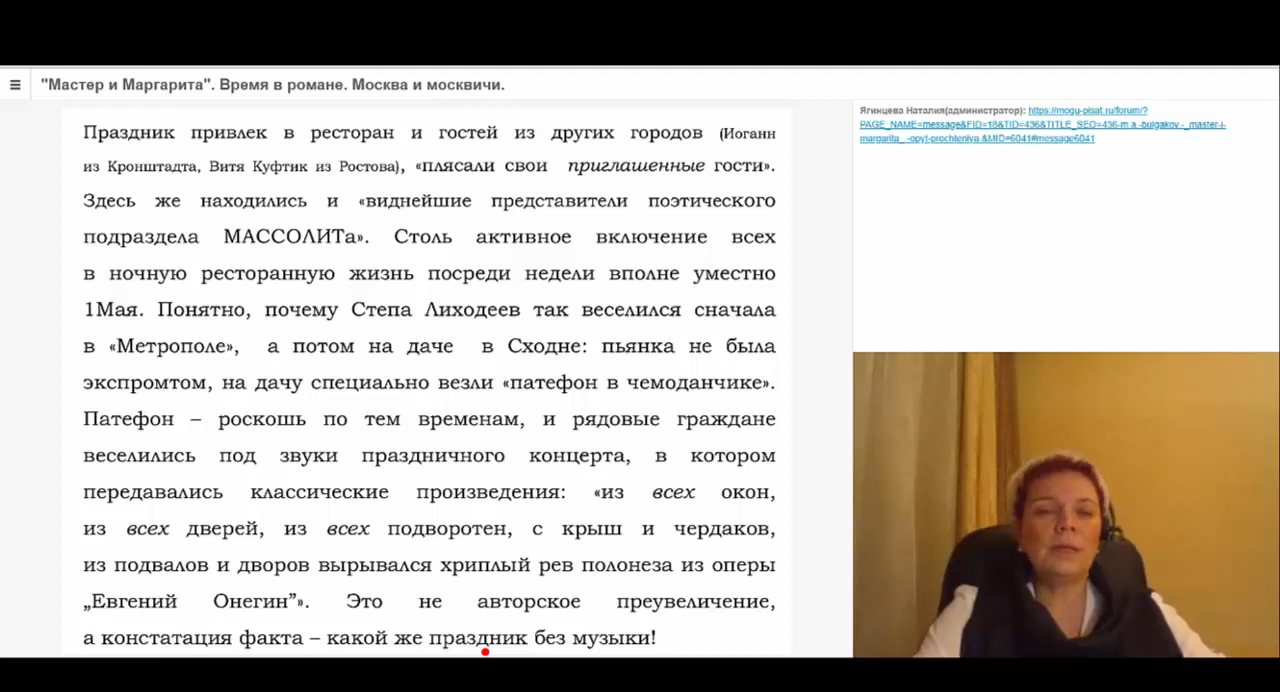 "Мастер и Маргарита". Время в романе. Москва и москвичи.
Праздник привлек в ресторан и гостей из других городов (Иоганн
из Кронштадта, Витя Куфтик из Ростова), «плясали свои приглашенные гости».
Здесь же находились и «виднейшие представители поэтического
подраздела МАССОЛИТа». Столь активное включение всех
в ночную ресторанную жизнь посреди недели вполне уместно
1Мая. Понятно, почему Степа Лиходеев так веселился сначала
в «Метрополе», а потом на даче в Сходне: пьянка не была
экспромтом, на дачу специально везли «патефон в чемоданчике».
Патефон – роскошь по тем временам, и рядовые граждане
веселились под звуки праздничного концерта, в котором
передавались классические произведения: «из всех окон,
из всех дверей, из всех подворотен, с крыш и чердаков,
из подвалов и дворов вырывался хриплый рев полонеза из оперы
„Евгений Онегин”». Это не авторское преувеличение,
а констатация факта – какой же праздник без музыки!
Ягинцева Наталия(администратор): https://mogu-pisat.ru/forum/?
PAGE_NAME=message&FID=18&TID=436&TITLE_SEO=436-m.a.-bulgakov.-_master-i-
margarita_.-opyt-prochteniya.&MID=6041#message6041